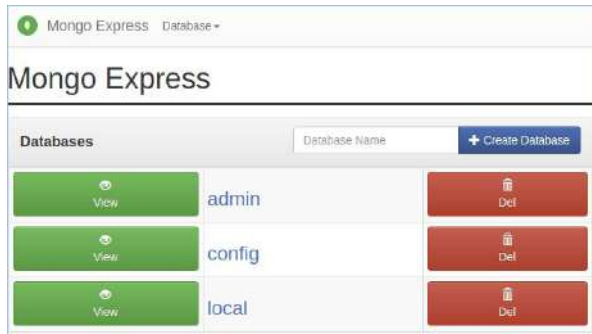 Mongo Express Database
Mongo Express
Databases Database Name + Create Database
View admin Del
View config Del
View local Del